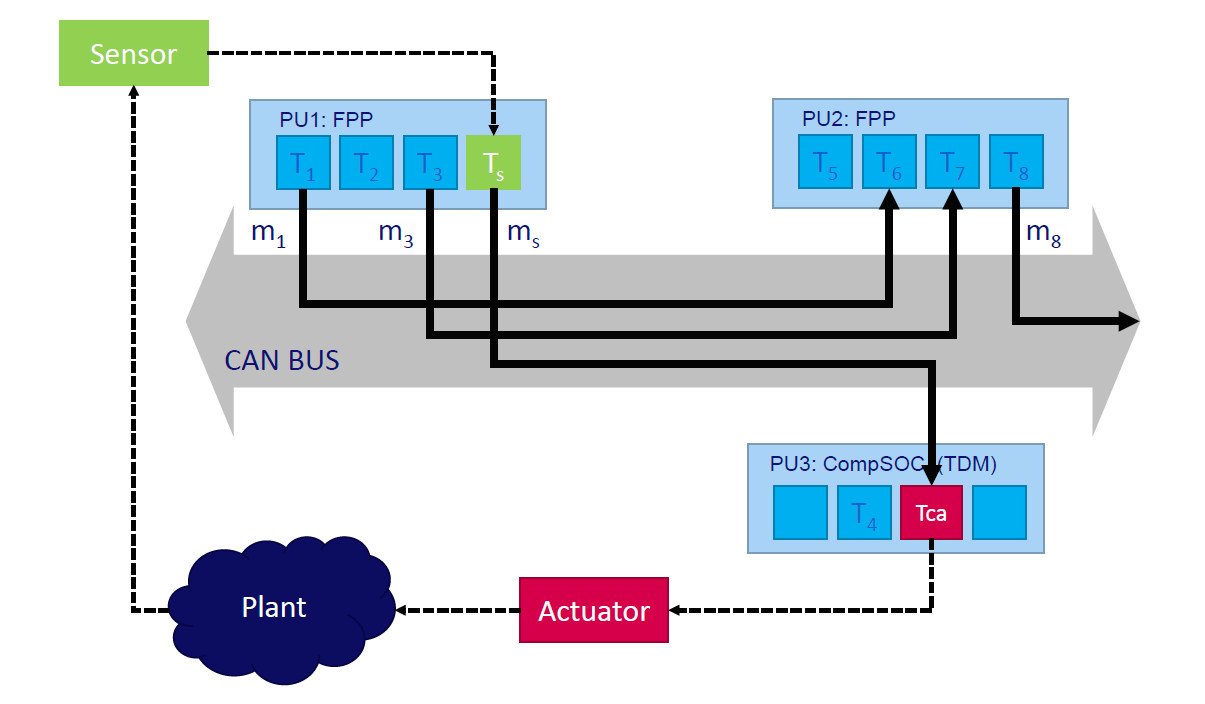 Sensor
PU1: FPP
T1 T2 T3 Ts
PU2: FPP
T5 T6 T7 T8
m1 m3 ms m8
CAN BUS
PU3: CompSOC (TDM)
T4 Tca
Plant
Actuator